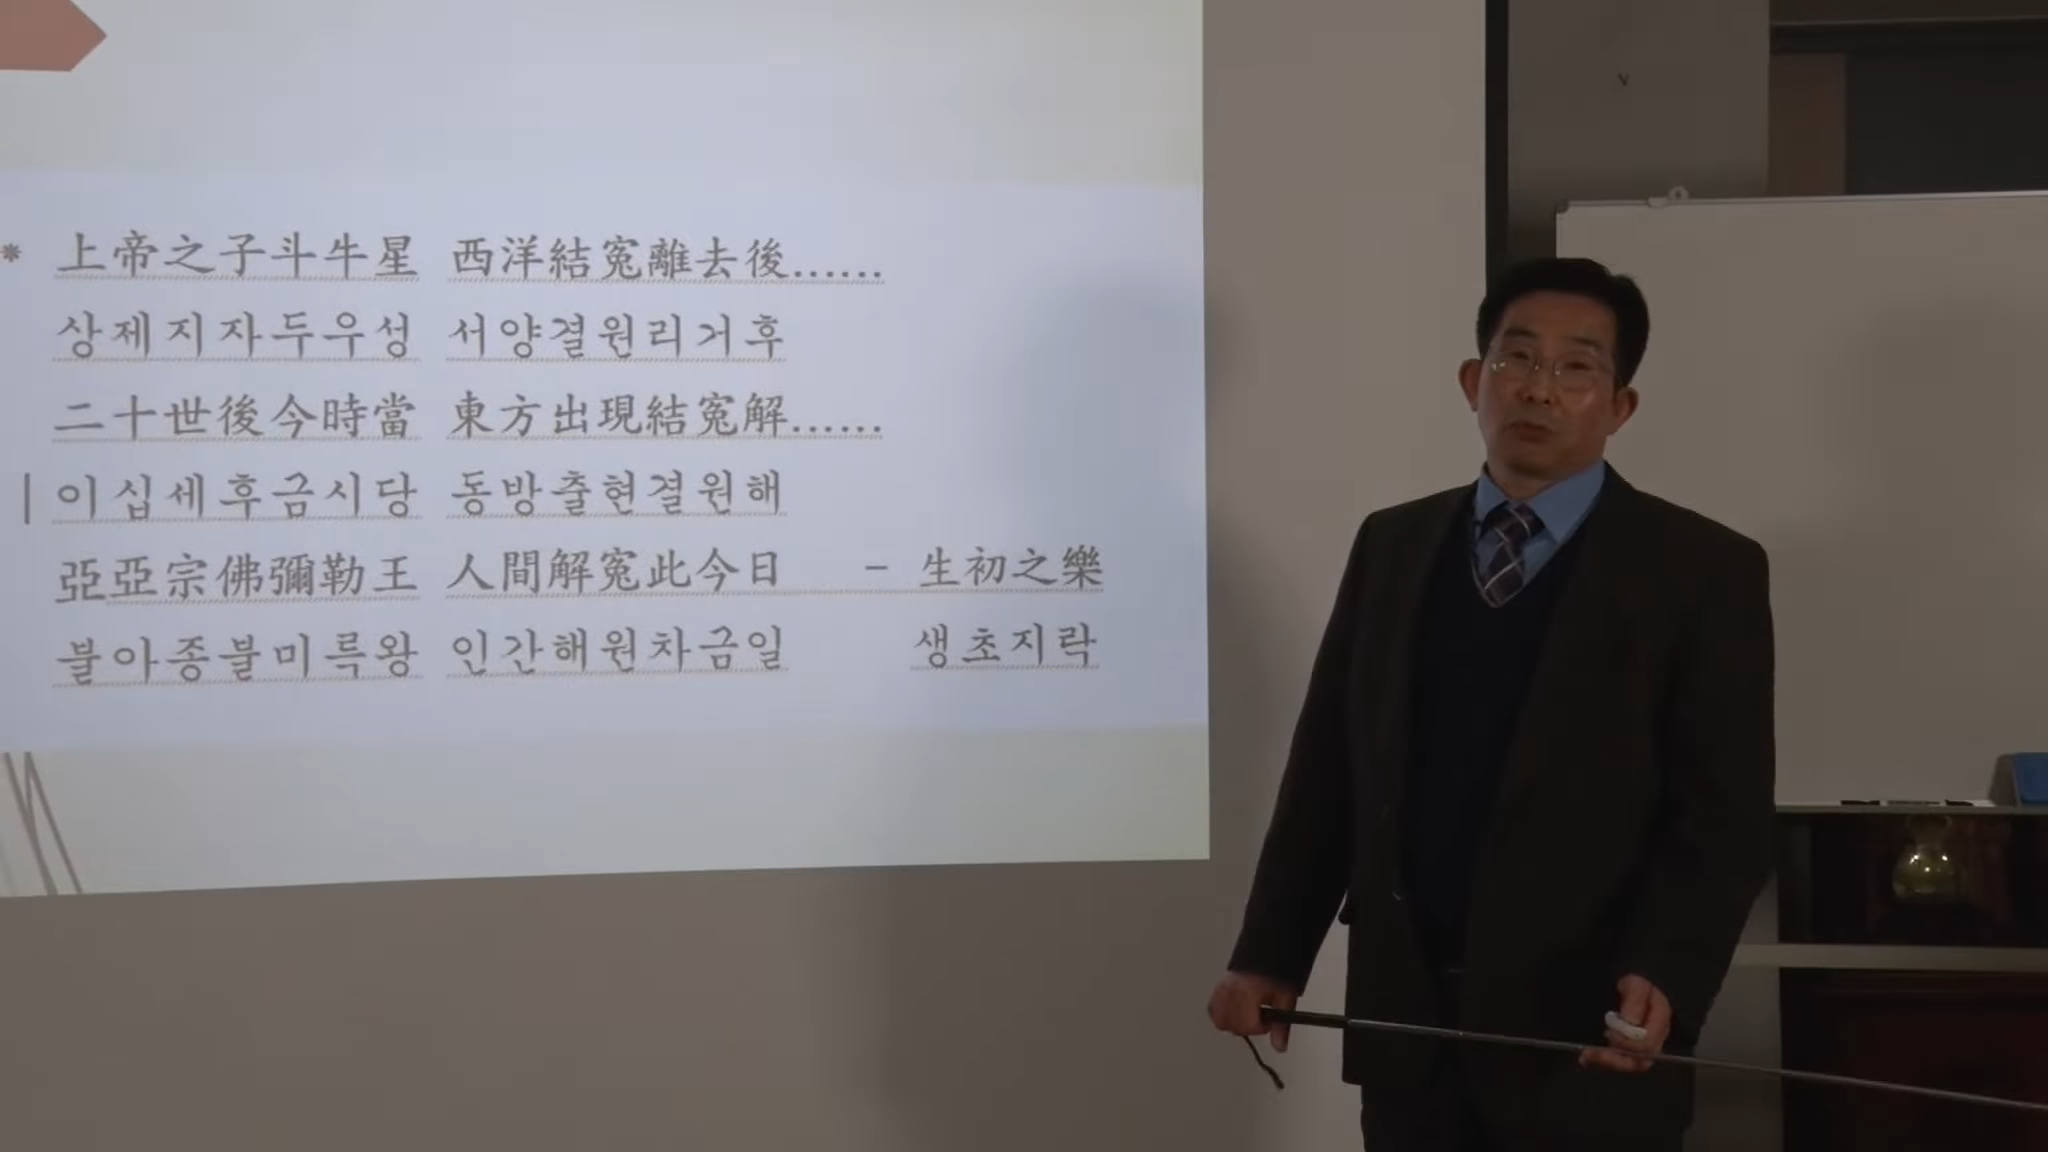 * 上帝之子斗牛星 西洋結冤離去後......
상제지자두우성 서양결원리거후
二十世後今時當 東方出現結冤解......
이십세후금시당 동방출현결원해
亞亞宗佛彌勒王 人間解冤此今日 - 生初之樂
불아종불미륵왕 인간해원차금일 생초지락